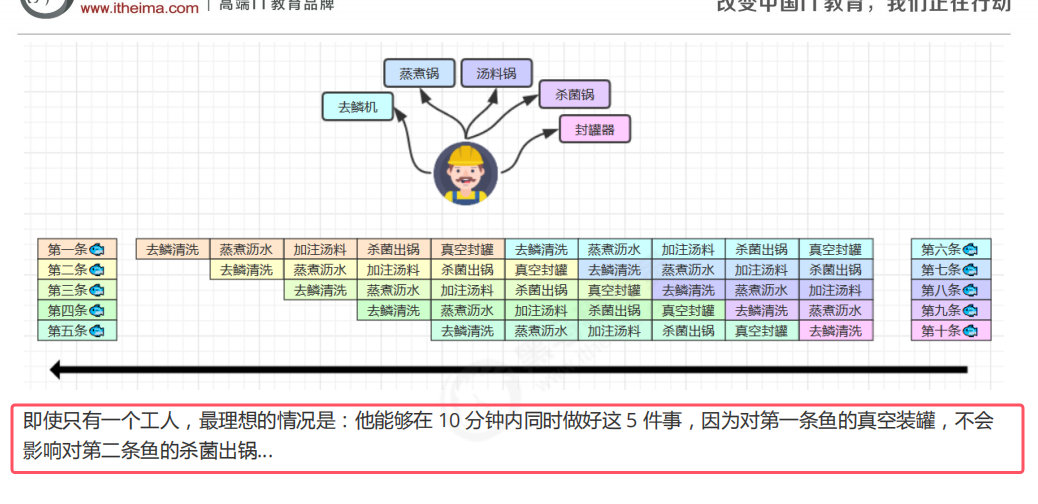 www.itheima.com | 高端IT教育品牌
改变中国IT教育，我们正在行动
蒸煮锅 汤料锅
杀菌锅
去鳞机
封罐器
第一条 去鳞清洗 蒸煮沥水 加注汤料 杀菌出锅 真空封罐 去鳞清洗 蒸煮沥水 加注汤料 杀菌出锅 真空封罐 第六条
第二条 去鳞清洗 蒸煮沥水 加注汤料 杀菌出锅 真空封罐 去鳞清洗 蒸煮沥水 加注汤料 杀菌出锅 第七条
第三条 去鳞清洗 蒸煮沥水 加注汤料 杀菌出锅 真空封罐 去鳞清洗 蒸煮沥水 加注汤料 第八条
第四条 去鳞清洗 蒸煮沥水 加注汤料 杀菌出锅 真空封罐 去鳞清洗 蒸煮沥水 第九条
第五条 去鳞清洗 蒸煮沥水 加注汤料 杀菌出锅 真空封罐 去鳞清洗 第十条
即使只有一个工人，最理想的情况是：他能够在 10 分钟内同时做好这 5 件事，因为对第一条鱼的真空装罐，不会
影响对第二条鱼的杀菌出锅...